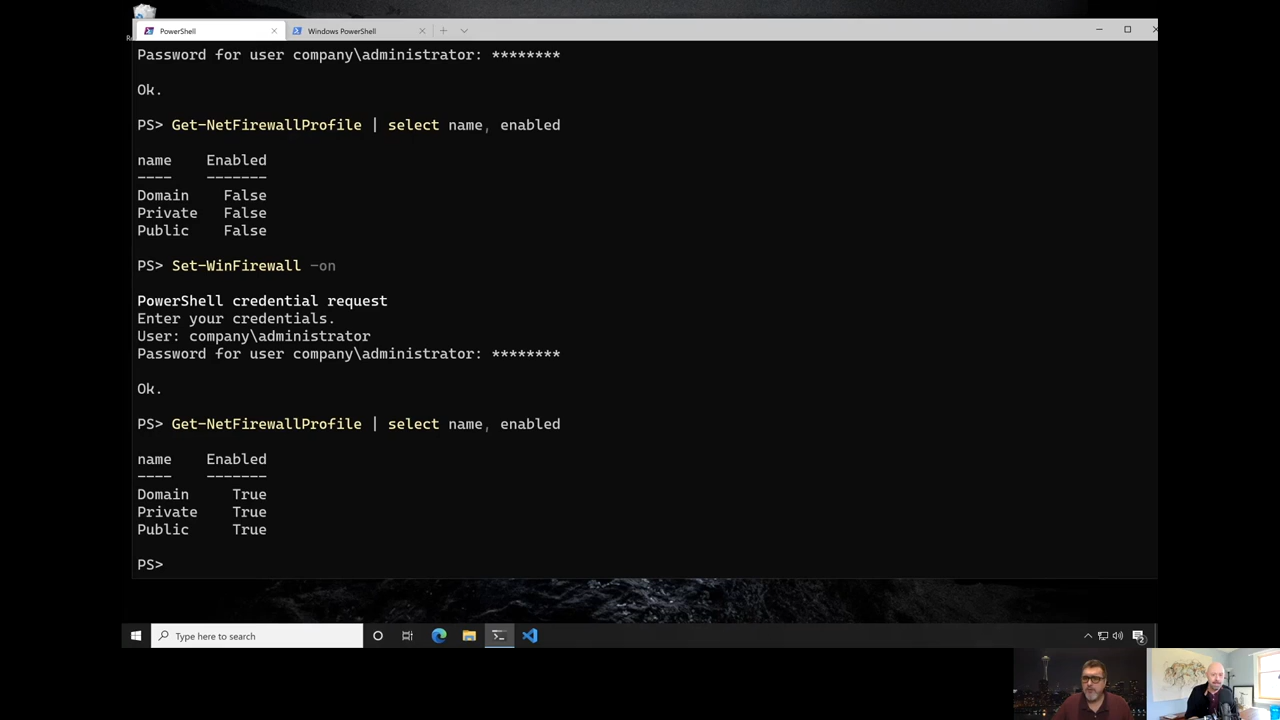 PowerShell
Windows PowerShell
Password for user company\administrator: ********
Ok.
PS> Get-NetFirewallProfile | select name, enabled
name Enabled
---- -------
Domain False
Private False
Public False
PS> Set-WinFirewall -on
PowerShell credential request
Enter your credentials.
User: company\administrator
Password for user company\administrator: ********
Ok.
PS> Get-NetFirewallProfile | select name, enabled
name Enabled
---- -------
Domain True
Private True
Public True
PS>
Type here to search
2